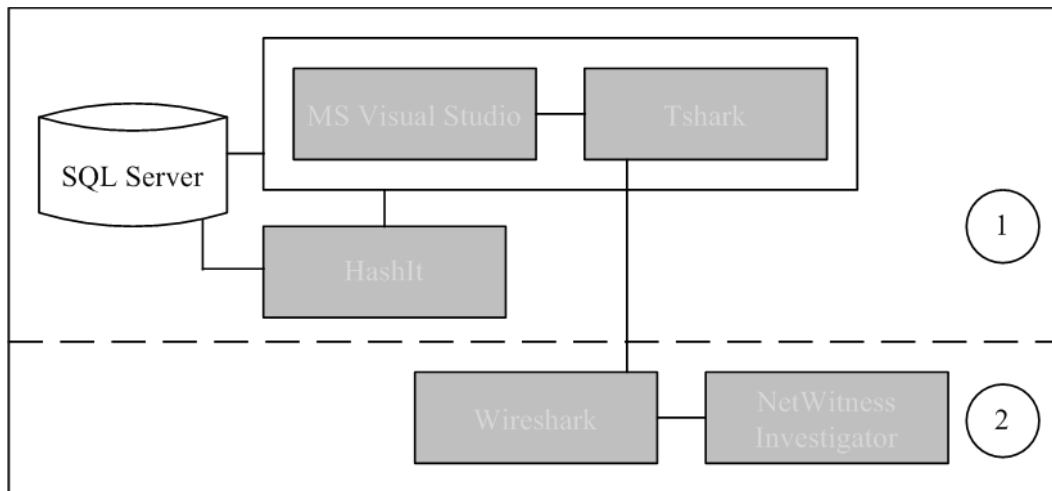 MS Visual Studio
Tshark
SQL Server
1
HashIt
2
Wireshark
NetWitness
Investigator